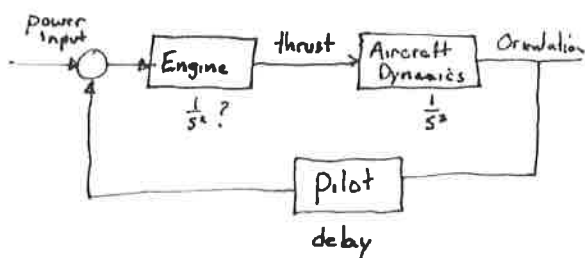 power
input
Engine
thrust
Aircraft
Dynamics
Orientation
1/s² ?
1/s²
pilot
delay